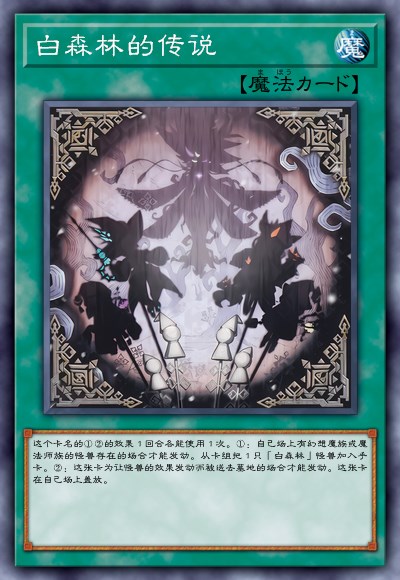 白森林的传说
魔
【魔法カード】
ま ほう
这个卡名的①②的效果1回合各能使用1次。①：自己场上有幻想魔族或魔
法师族的怪兽存在的场合才能发动。从卡组把1只「白森林」怪兽加入手
卡。②：这张卡为让怪兽的效果发动而被送去墓地的场合才能发动。这张卡
在自己场上盖放。